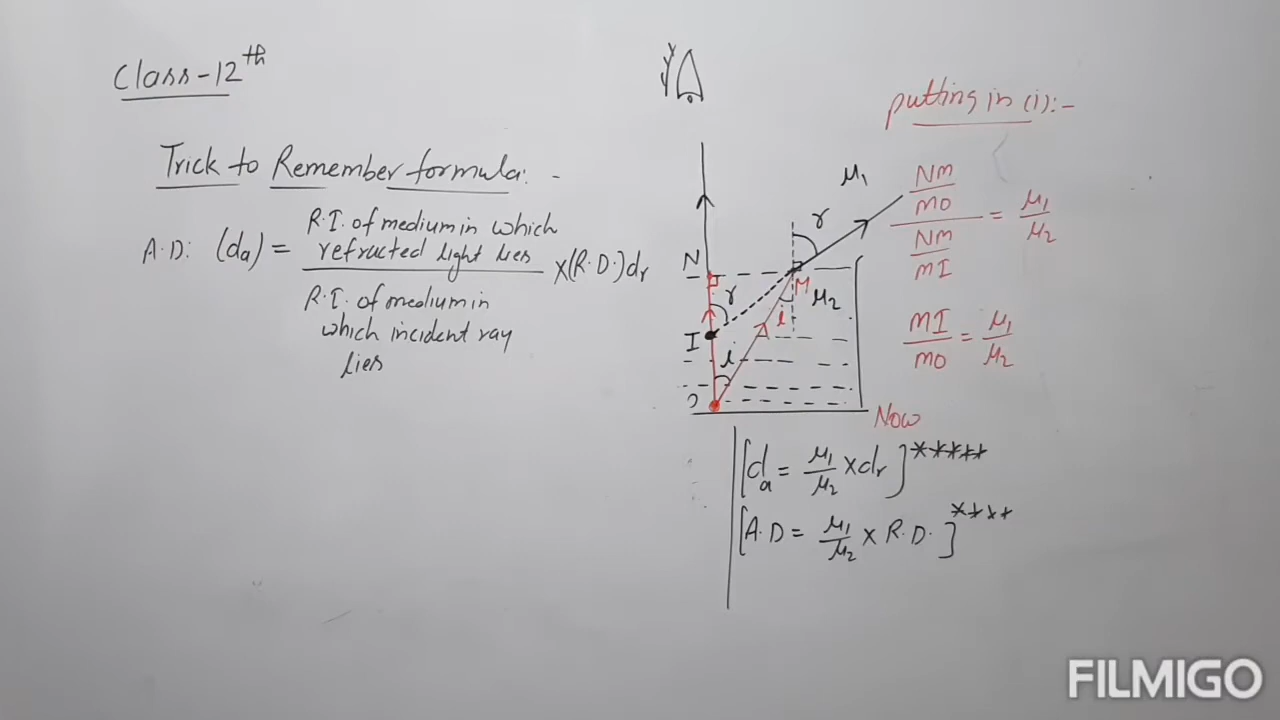 Class-12th
Trick to Remember formula: -
A.D: (da) = R.I. of medium in which
refracted light lies
x(R.D.)dr
R.I. of medium in
which incident ray
lies
putting in (i):-
NM
MO
NM
MI
= μ1
μ2
MI
MO
= μ1
μ2
μ1
r
N
M
μ2
r
i
I
i
O
Now
[da = μ1/μ2 x dr]*****
[A.D = μ1/μ2 x R.D.]****
FILMIGO